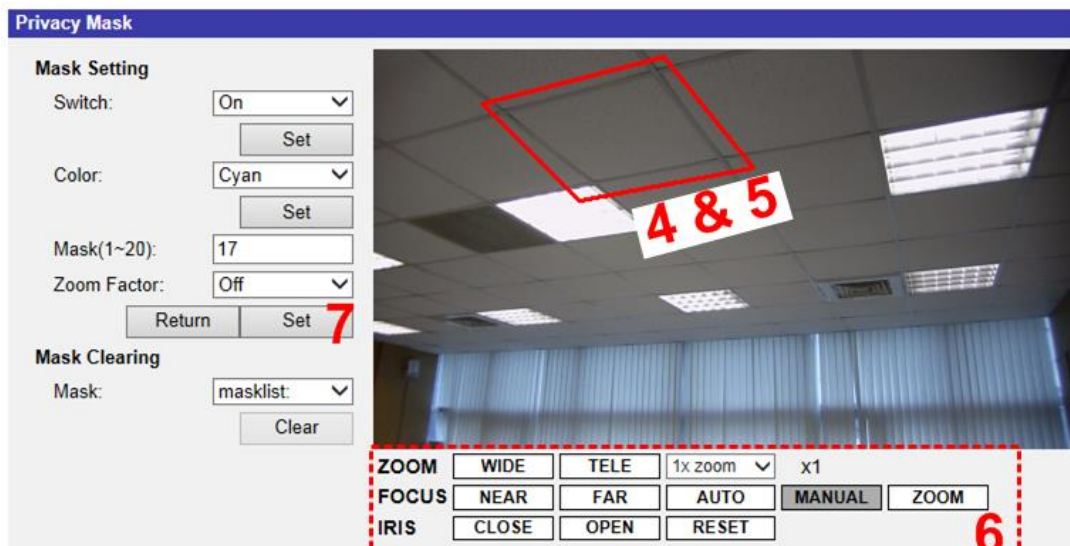 Privacy Mask
Mask Setting
Switch: On
Set
Color: Cyan
Set
Mask(1~20): 17
Zoom Factor: Off
Return Set
7
Mask Clearing
Mask: masklist:
Clear
4 & 5
ZOOM WIDE TELE 1x zoom x1
FOCUS NEAR FAR AUTO MANUAL ZOOM
IRIS CLOSE OPEN RESET
6